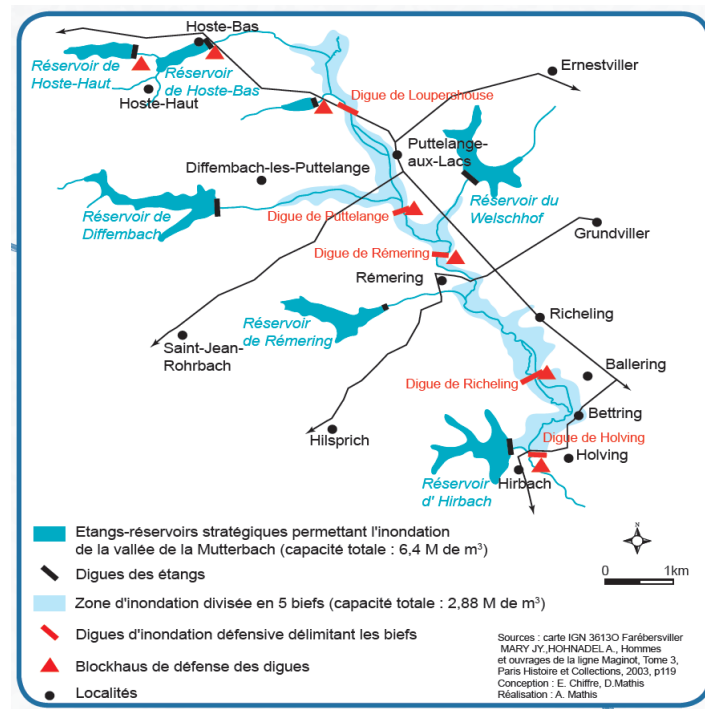 Hoste-Bas
Réservoir de
Hoste-Haut
Réservoir
de Hoste-Bas
Hoste-Haut
Ernestviller
Digue de Loupershouse
Puttelange-
aux-Lacs
Diffembach-les-Puttelange
Réservoir de
Diffembach
Digue de Puttelange
Réservoir du
Welschhof
Grundviller
Digue de Rémering
Rémering
Réservoir
de Rémering
Richeling
Saint-Jean-
Rohrbach
Ballering
Digue de Richeling
Bettring
Hilsprich
Digue de Holving
Holving
Hirbach
Réservoir
d' Hirbach
Etangs-réservoirs stratégiques permettant l'inondation
de la vallée de la Mutterbach (capacité totale : 6,4 M de m³)
Digues des étangs
Zone d'inondation divisée en 5 biefs (capacité totale : 2,88 M de m³)
Digues d'inondation défensive délimitant les biefs
Blockhaus de défense des digues
Localités
0 1km
Sources : carte IGN 3613O Farébersviller
MARY JY.,HOHNADEL A., Hommes
et ouvrages de la ligne Maginot, Tome 3,
Paris Histoire et Collections, 2003, p119
Conception : E. Chiffre, D.Mathis
Réalisation : A. Mathis